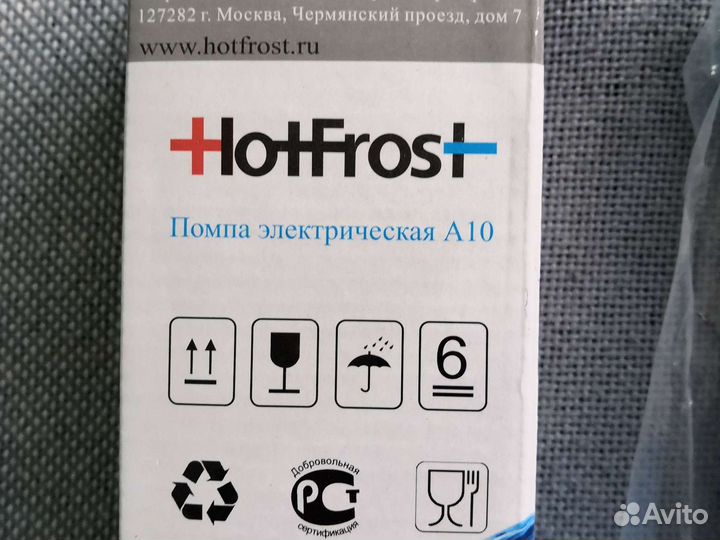 127282 г. Москва, Чермянский проезд, дом 7
www.hotfrost.ru
HotFrost
Помпа электрическая А10
6
Добровольная
РСТ
сертификация
Avito